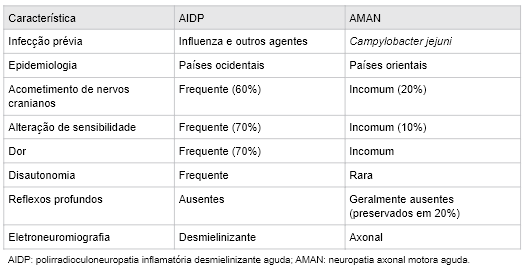 Característica AIDP AMAN
Infecção prévia Influenza e outros agentes Campylobacter jejuni
Epidemiologia Países ocidentais Países orientais
Acometimento de nervos Frequente (60%) Incomum (20%)
cranianos
Alteração de sensibilidade Frequente (70%) Incomum (10%)
Dor Frequente (70%) Incomum
Disautonomia Frequente Rara
Reflexos profundos Ausentes Geralmente ausentes
(preservados em 20%)
Eletroneuromiografia Desmielinizante Axonal
AIDP: polirradiculoneuropatia inflamatória desmielinizante aguda; AMAN: neuropatia axonal motora aguda.